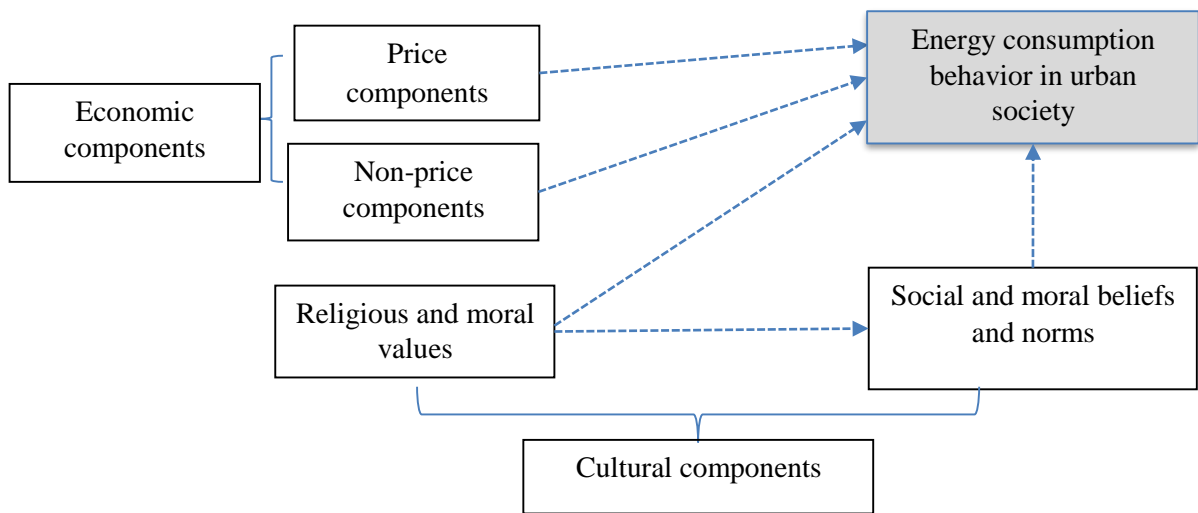 Price
components
Energy consumption
behavior in urban
society
Economic
components
Non-price
components
Religious and moral
values
Social and moral beliefs
and norms
Cultural components